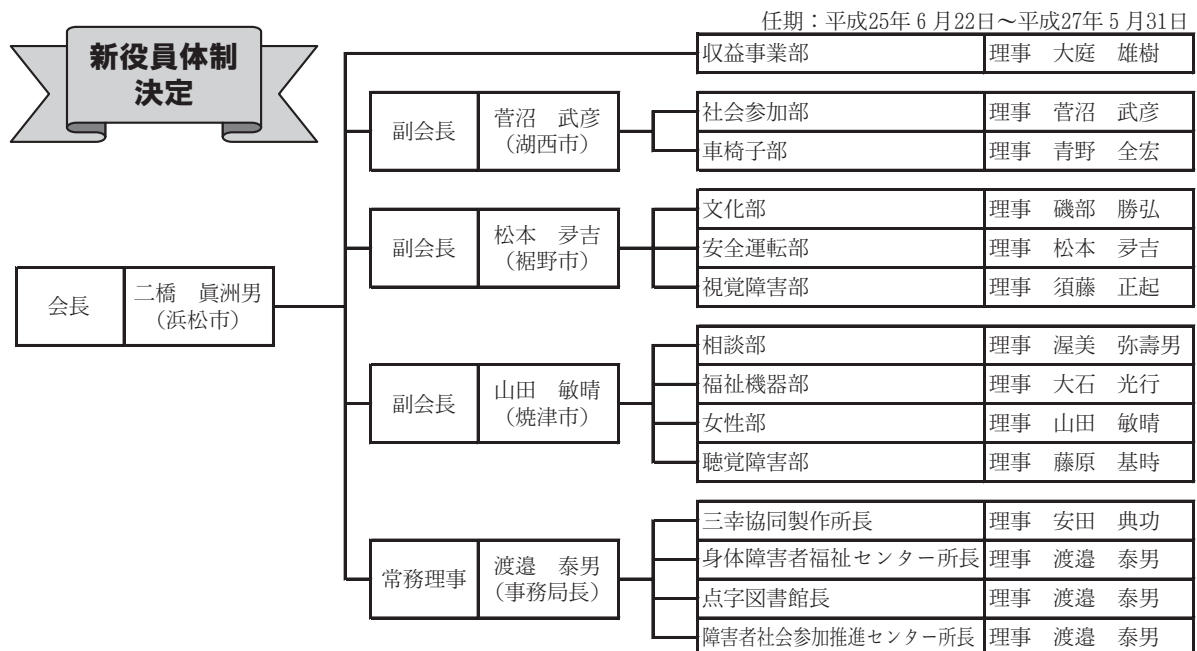 任期：平成25年6月22日～平成27年5月31日
新役員体制
決定
収益事業部 理事 大庭 雄樹
副会長 菅沼 武彦
（湖西市）
社会参加部 理事 菅沼 武彦
車椅子部 理事 青野 全宏
副会長 松本 夛吉
（裾野市）
文化部 理事 磯部 勝弘
安全運転部 理事 松本 夛吉
視覚障害部 理事 須藤 正起
会長 二橋 眞洲男
（浜松市）
副会長 山田 敏晴
（焼津市）
相談部 理事 渥美 弥壽男
福祉機器部 理事 大石 光行
女性部 理事 山田 敏晴
聴覚障害部 理事 藤原 基時
常務理事 渡邉 泰男
（事務局長）
三幸協同製作所長 理事 安田 典功
身体障害者福祉センター所長 理事 渡邉 泰男
点字図書館長 理事 渡邉 泰男
障害者社会参加推進センター所長 理事 渡邉 泰男